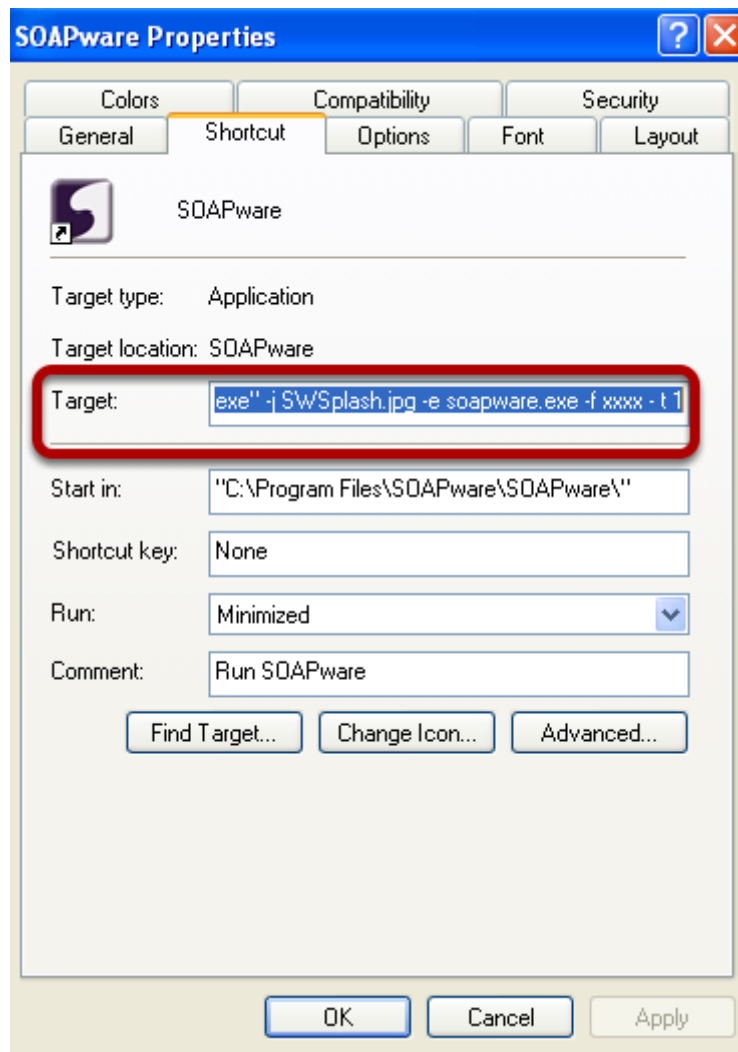 SOAPware Properties
Colors Compatibility Security
General Shortcut Options Font Layout
SOAPware
Target type: Application
Target location: SOAPware
Target: exe" -j SWSplash.jpg -e soapware.exe -f xxxx - t 1
Start in: "C:\Program Files\SOAPware\SOAPware\"
Shortcut key: None
Run: Minimized
Comment: Run SOAPware
Find Target... Change Icon... Advanced...
OK Cancel Apply